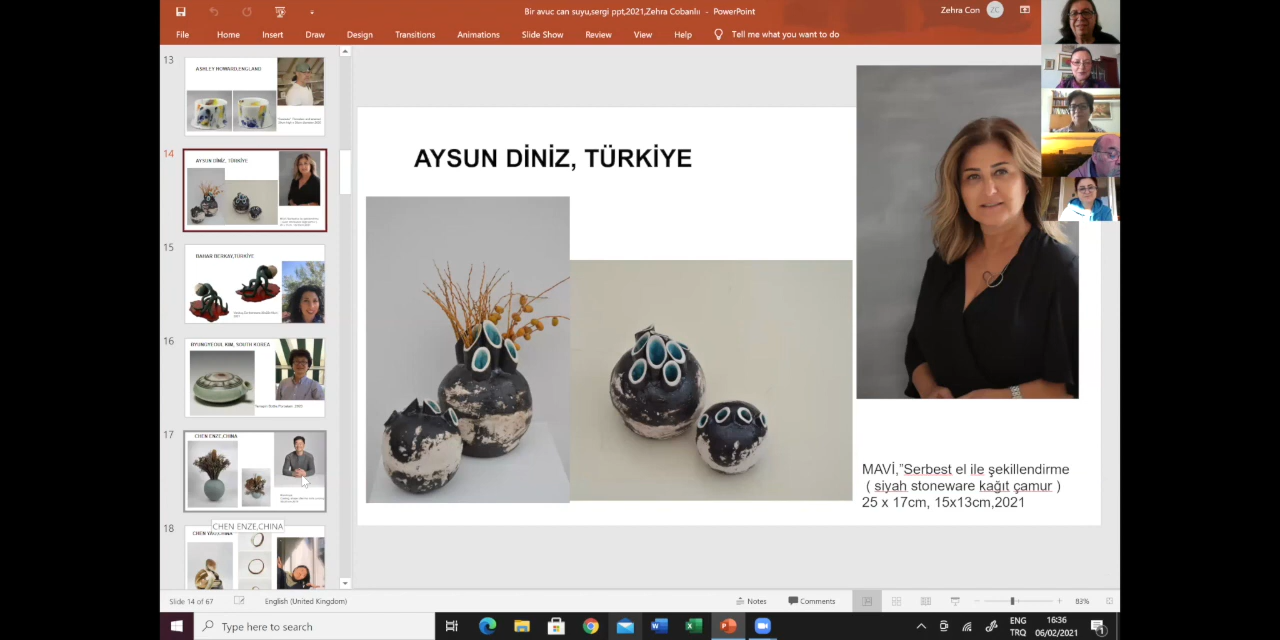 Bir avuc can suyu,sergi ppt,2021,Zehra Cobanlıı - PowerPoint
Zehra Con
ZC
File
Home
Insert
Draw
Design
Transitions
Animations
Slide Show
Review
View
Help
Tell me what you want to do
13
ASHLEY HOWARD,ENGLAND
14
AYSUN DİNİZ, TÜRKİYE
15
BAHAR BERKAY,TÜRKİYE
16
17
CHEN ENZE,CHINA
CHEN ENZE,CHINA
18
AYSUN DİNİZ, TÜRKİYE
MAVİ,"Serbest el ile şekillendirme
( siyah stoneware kağıt çamur )
25 x 17cm, 15x13cm,2021
Slide 14 of 67
English (United Kingdom)
Notes
Comments
83%
Type here to search
ENG
TRQ
16:36
06/02/2021
1